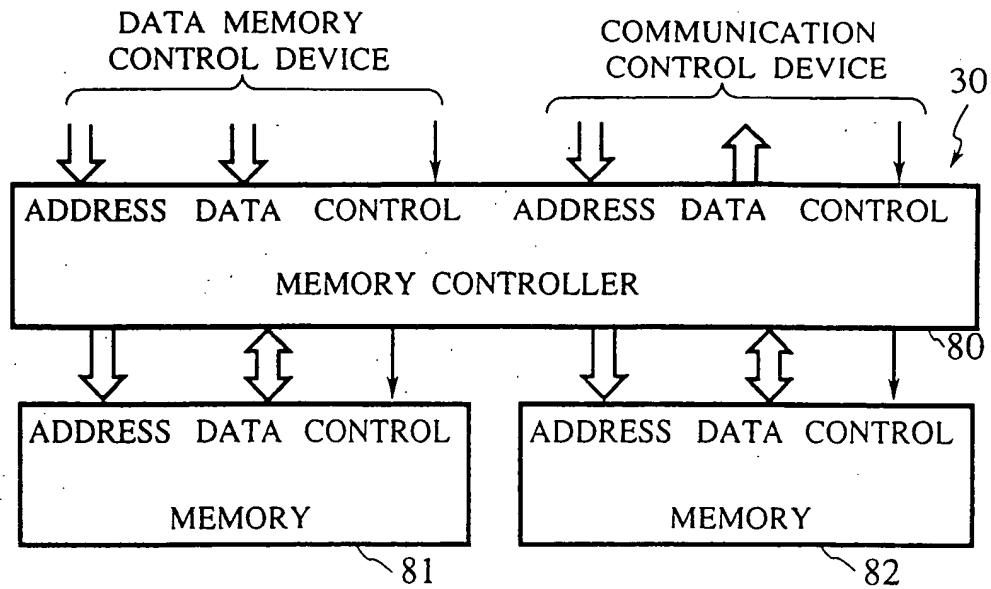 DATA MEMORY
CONTROL DEVICE
COMMUNICATION
CONTROL DEVICE
30
ADDRESS DATA CONTROL ADDRESS DATA CONTROL
MEMORY CONTROLLER
80
ADDRESS DATA CONTROL
MEMORY
81
ADDRESS DATA CONTROL
MEMORY
82